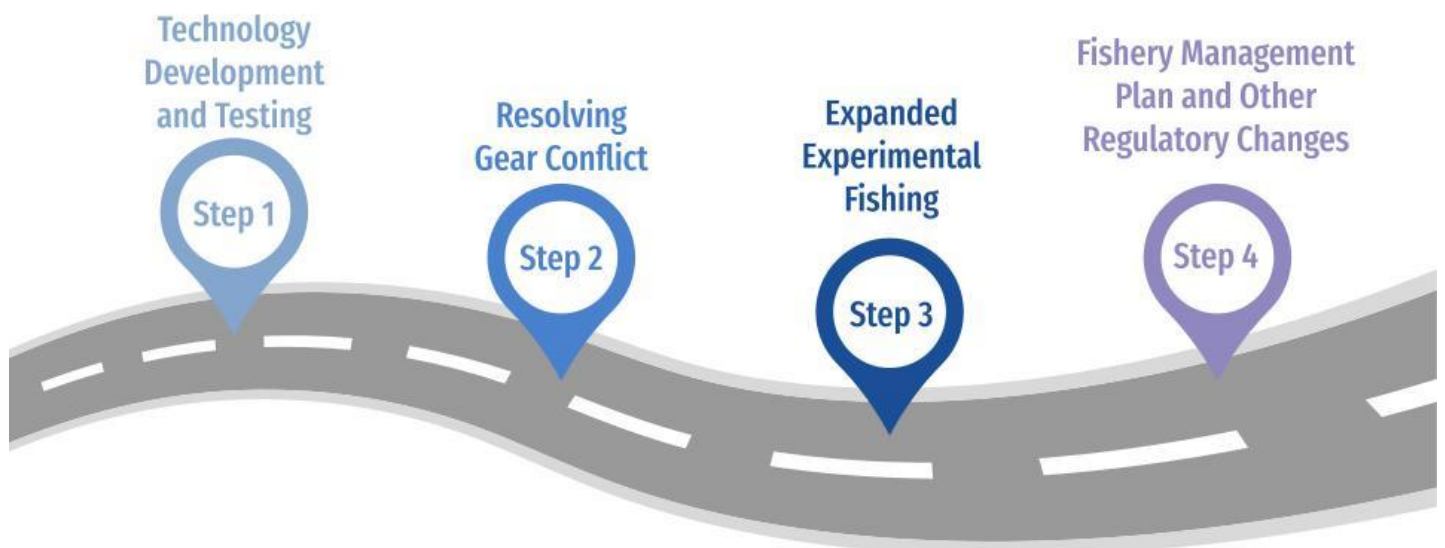 Technology
Development
and Testing
Step 1
Resolving
Gear Conflict
Step 2
Expanded
Experimental
Fishing
Step 3
Fishery Management
Plan and Other
Regulatory Changes
Step 4